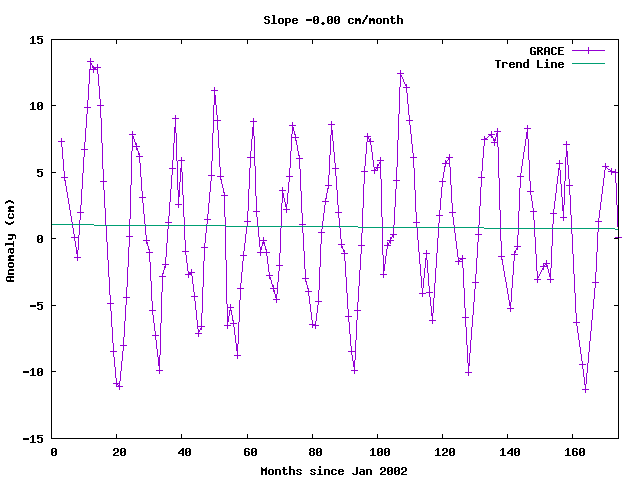 Slope -0.00 cm/month
GRACE
Trend Line
15
10
5
0
-5
-10
-15
Anomaly (cm)
0 20 40 60 80 100 120 140 160
Months since Jan 2002